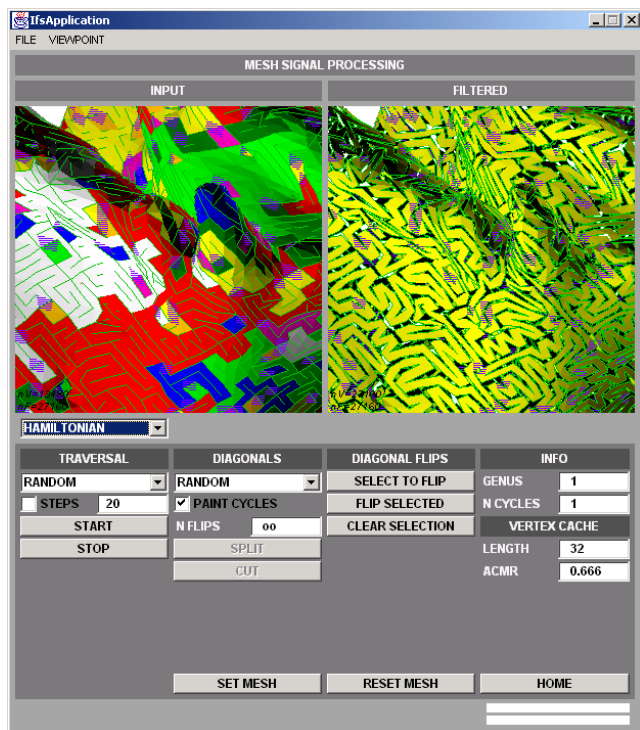 IfsApplication
FILE VIEWPOINT
MESH SIGNAL PROCESSING
INPUT FILTERED
HAMILTONIAN
TRAVERSAL DIAGONALS DIAGONAL FLIPS INFO
RANDOM RANDOM SELECT TO FLIP GENUS 1
STEPS 20 PAINT CYCLES FLIP SELECTED N CYCLES 1
START N FLIPS oo CLEAR SELECTION VERTEX CACHE
STOP SPLIT LENGTH 32
CUT ACMR 0.666
SET MESH RESET MESH HOME